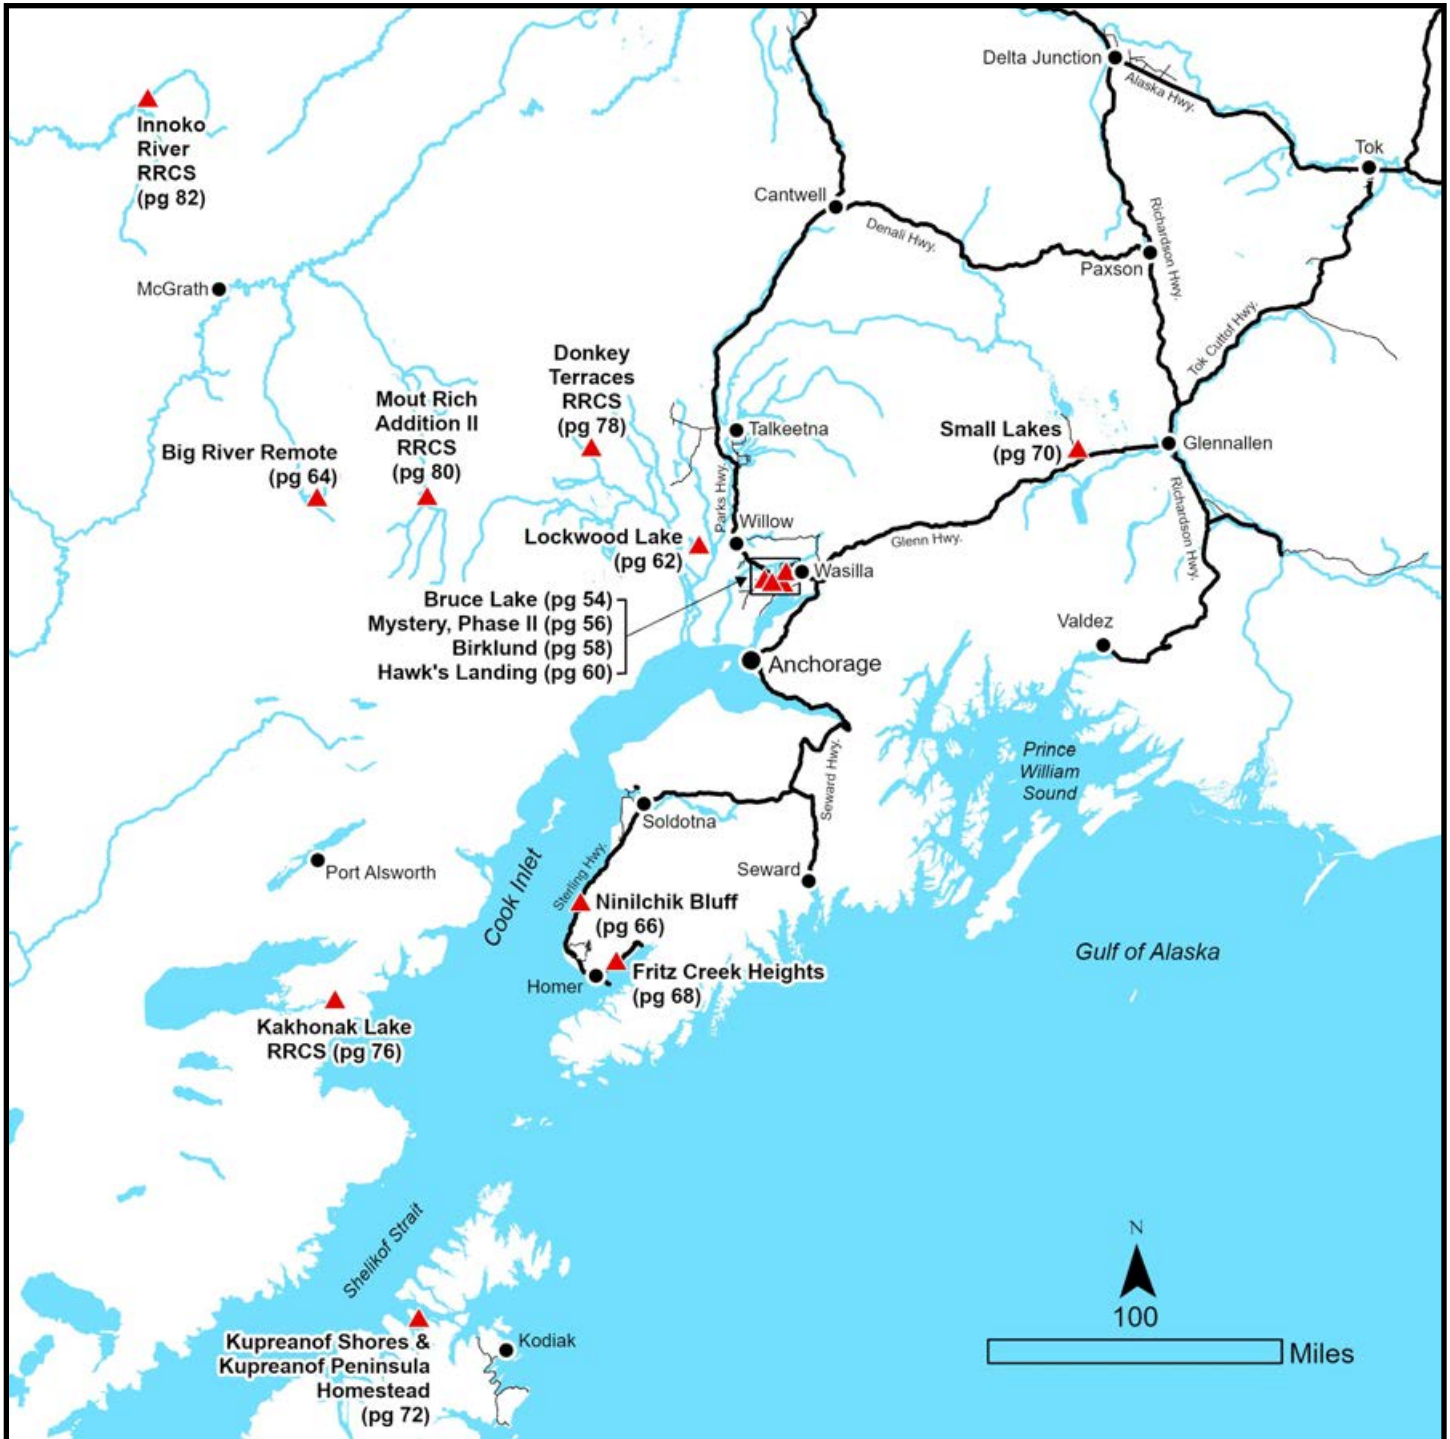 Delta Junction
Alaska Hwy.
Innoko
River
RRCS
(pg 82)
Tok
Cantwell
Denali Hwy.
Richardson Hwy.
Paxson
McGrath
Tok Cuttof Hwy.
Donkey
Terraces
RRCS
(pg 78)
Mout Rich
Addition II
RRCS
(pg 80)
Big River Remote
(pg 64)
Talkeetna
Small Lakes
(pg 70)
Glennallen
Parks Hwy.
Richardson Hwy.
Lockwood Lake
(pg 62)
Willow
Glenn Hwy.
Wasilla
Bruce Lake (pg 54)
Mystery, Phase II (pg 56)
Birklund (pg 58)
Hawk's Landing (pg 60)
Valdez
Anchorage
Prince
William
Sound
Seward Hwy.
Soldotna
Port Alsworth
Sterling Hwy.
Seward
Cook Inlet
Ninilchik Bluff
(pg 66)
Gulf of Alaska
Fritz Creek Heights
(pg 68)
Homer
Kakhonak Lake
RRCS (pg 76)
Shelikof Strait
N
100
Miles
Kupreanof Shores &
Kupreanof Peninsula
Homestead
(pg 72)
Kodiak